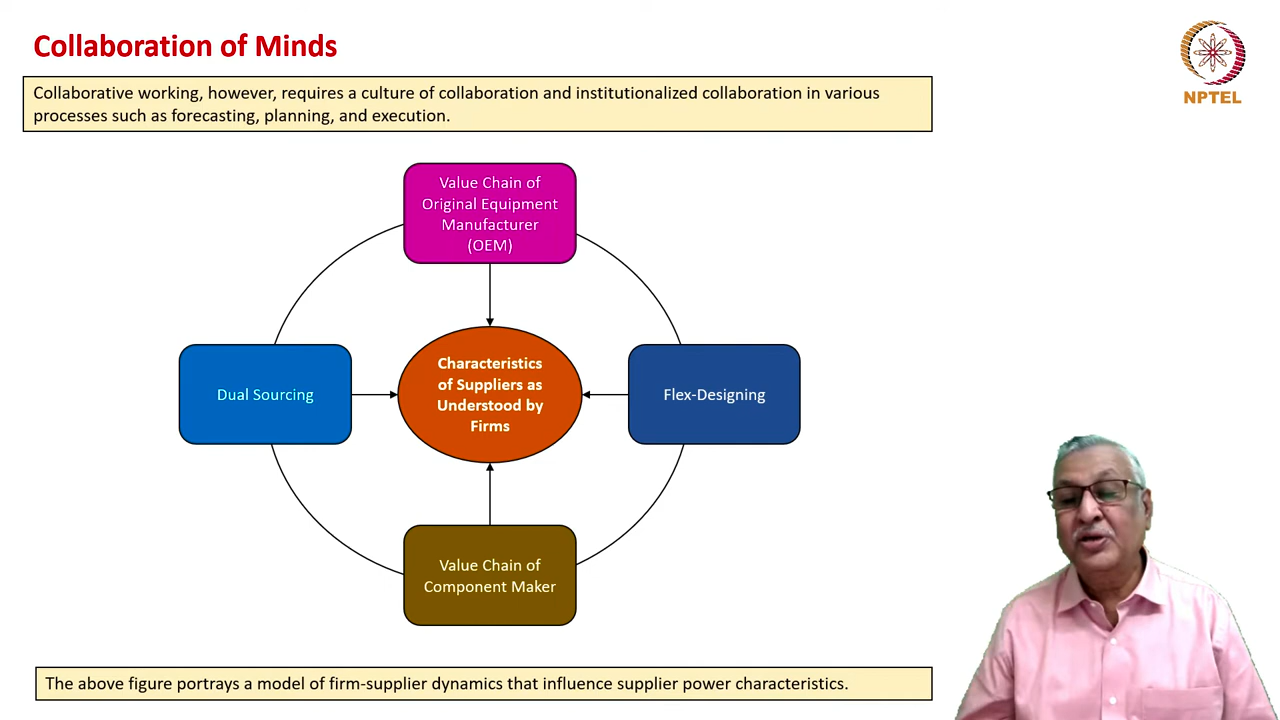 Collaboration of Minds
NPTEL
Collaborative working, however, requires a culture of collaboration and institutionalized collaboration in various
processes such as forecasting, planning, and execution.
Value Chain of
Original Equipment
Manufacturer
(OEM)
Dual Sourcing
Characteristics
of Suppliers as
Understood by
Firms
Flex-Designing
Value Chain of
Component Maker
The above figure portrays a model of firm-supplier dynamics that influence supplier power characteristics.